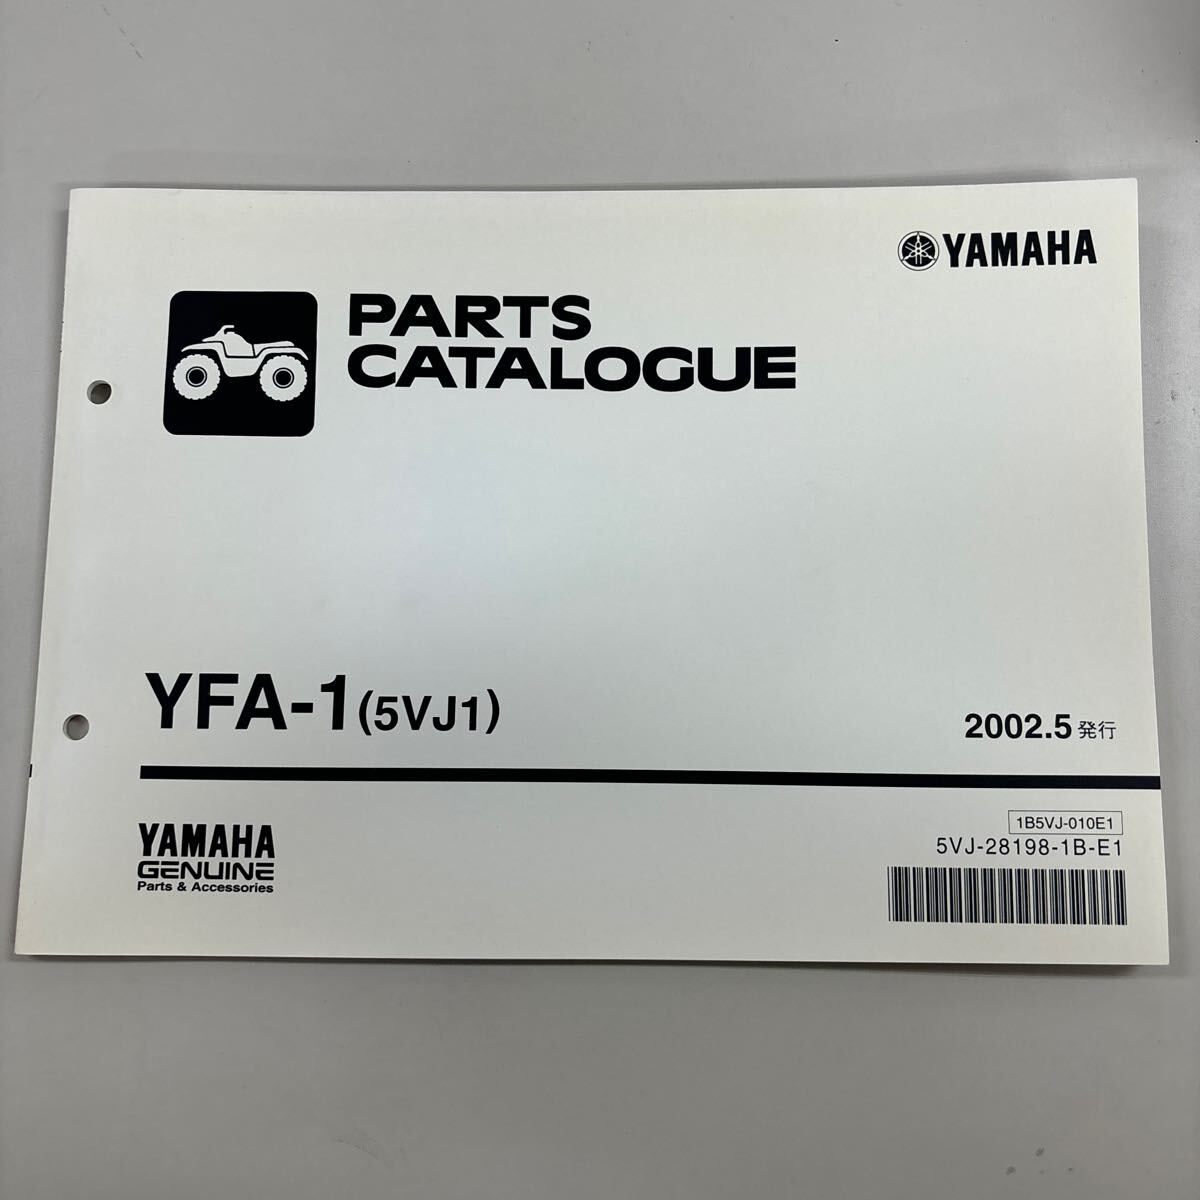 YAMAHA
PARTS
CATALOGUE
YFA-1(5VJ1)
2002.5 発行
YAMAHA
GENUINE
Parts & Accessories
1B5VJ-010E1
5VJ-28198-1B-E1